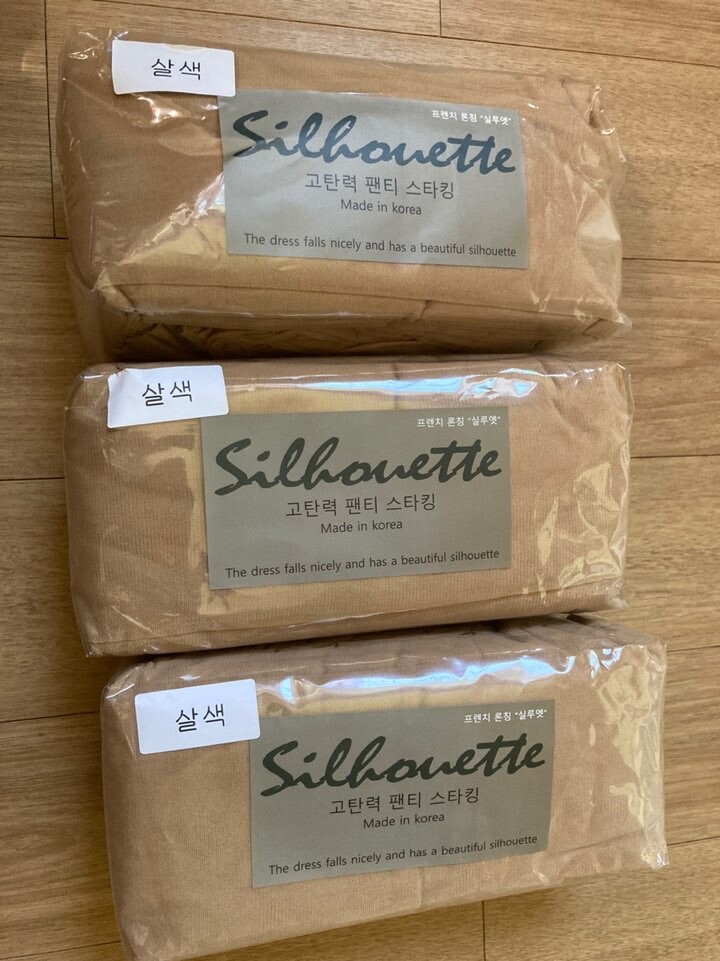 살색
프렌치 론칭 "실루엣"
Silhouette
고탄력 팬티 스타킹
Made in korea
The dress falls nicely and has a beautiful silhouette
살색
프렌치 론칭 "실루엣"
Silhouette
고탄력 팬티 스타킹
Made in korea
The dress falls nicely and has a beautiful silhouette
살색
프렌치 론칭 "실루엣"
Silhouette
고탄력 팬티 스타킹
Made in korea
The dress falls nicely and has a beautiful silhouette